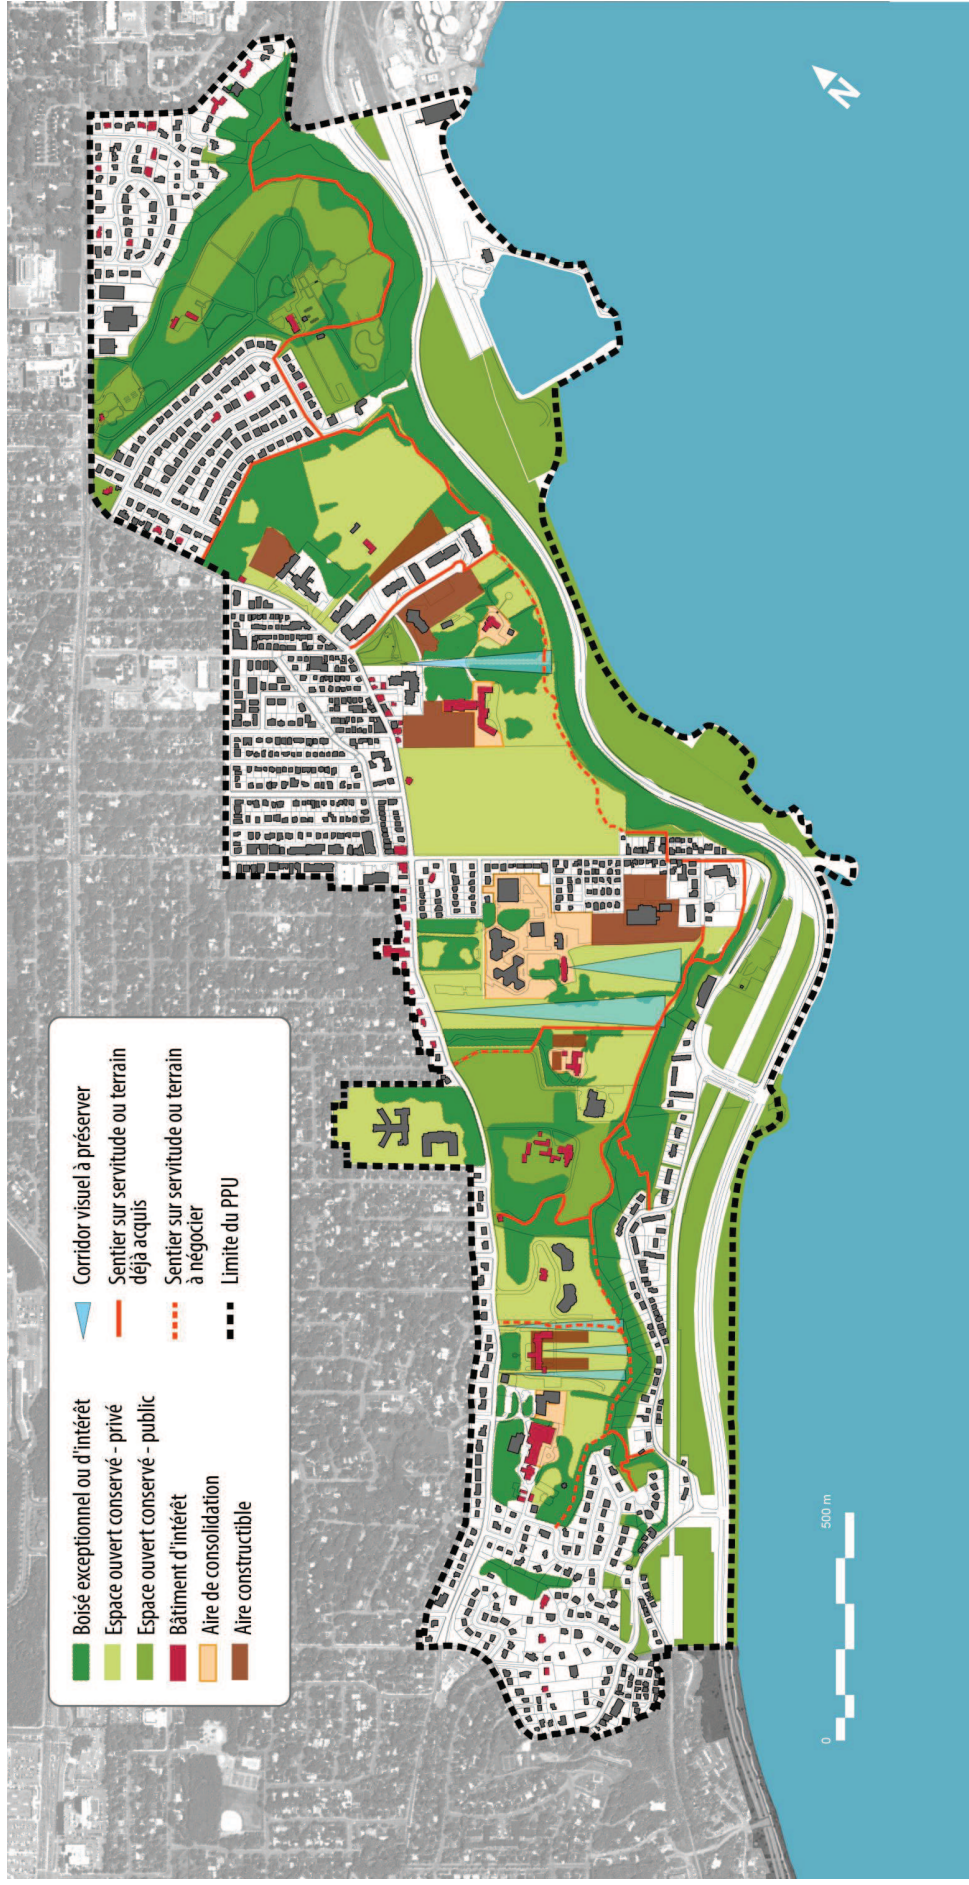 Boisé exceptionnel ou d'intérêt
Espace ouvert conservé - privé
Espace ouvert conservé - public
Bâtiment d'intérêt
Aire de consolidation
Aire constructible
Corridor visuel à préserver
Sentier sur servitude ou terrain
déjà acquis
Sentier sur servitude ou terrain
à négocier
Limite du PPU
0
500 m
N